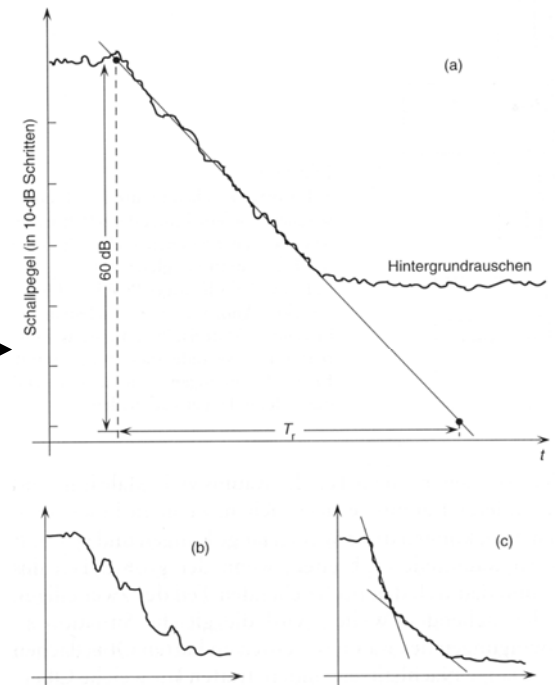 (a)
Schallpegel (in 10-dB Schritten)
60 dB
Hintergrundrauschen
Tr
t
(b)
(c)